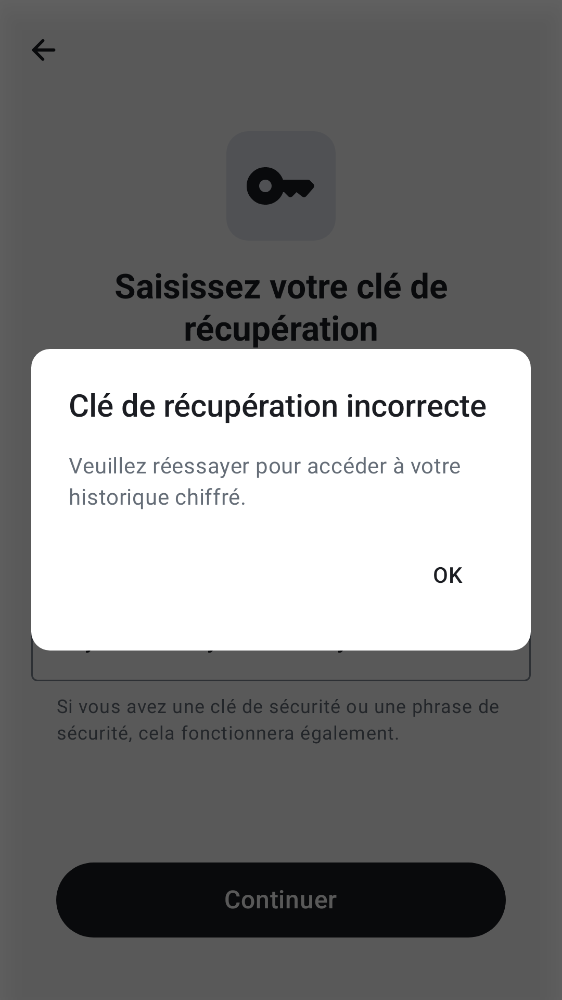 Saisissez votre clé de
récupération
Clé de récupération incorrecte
Veuillez réessayer pour accéder à votre
historique chiffré.
OK
Si vous avez une clé de sécurité ou une phrase de
sécurité, cela fonctionnera également.
Continuer